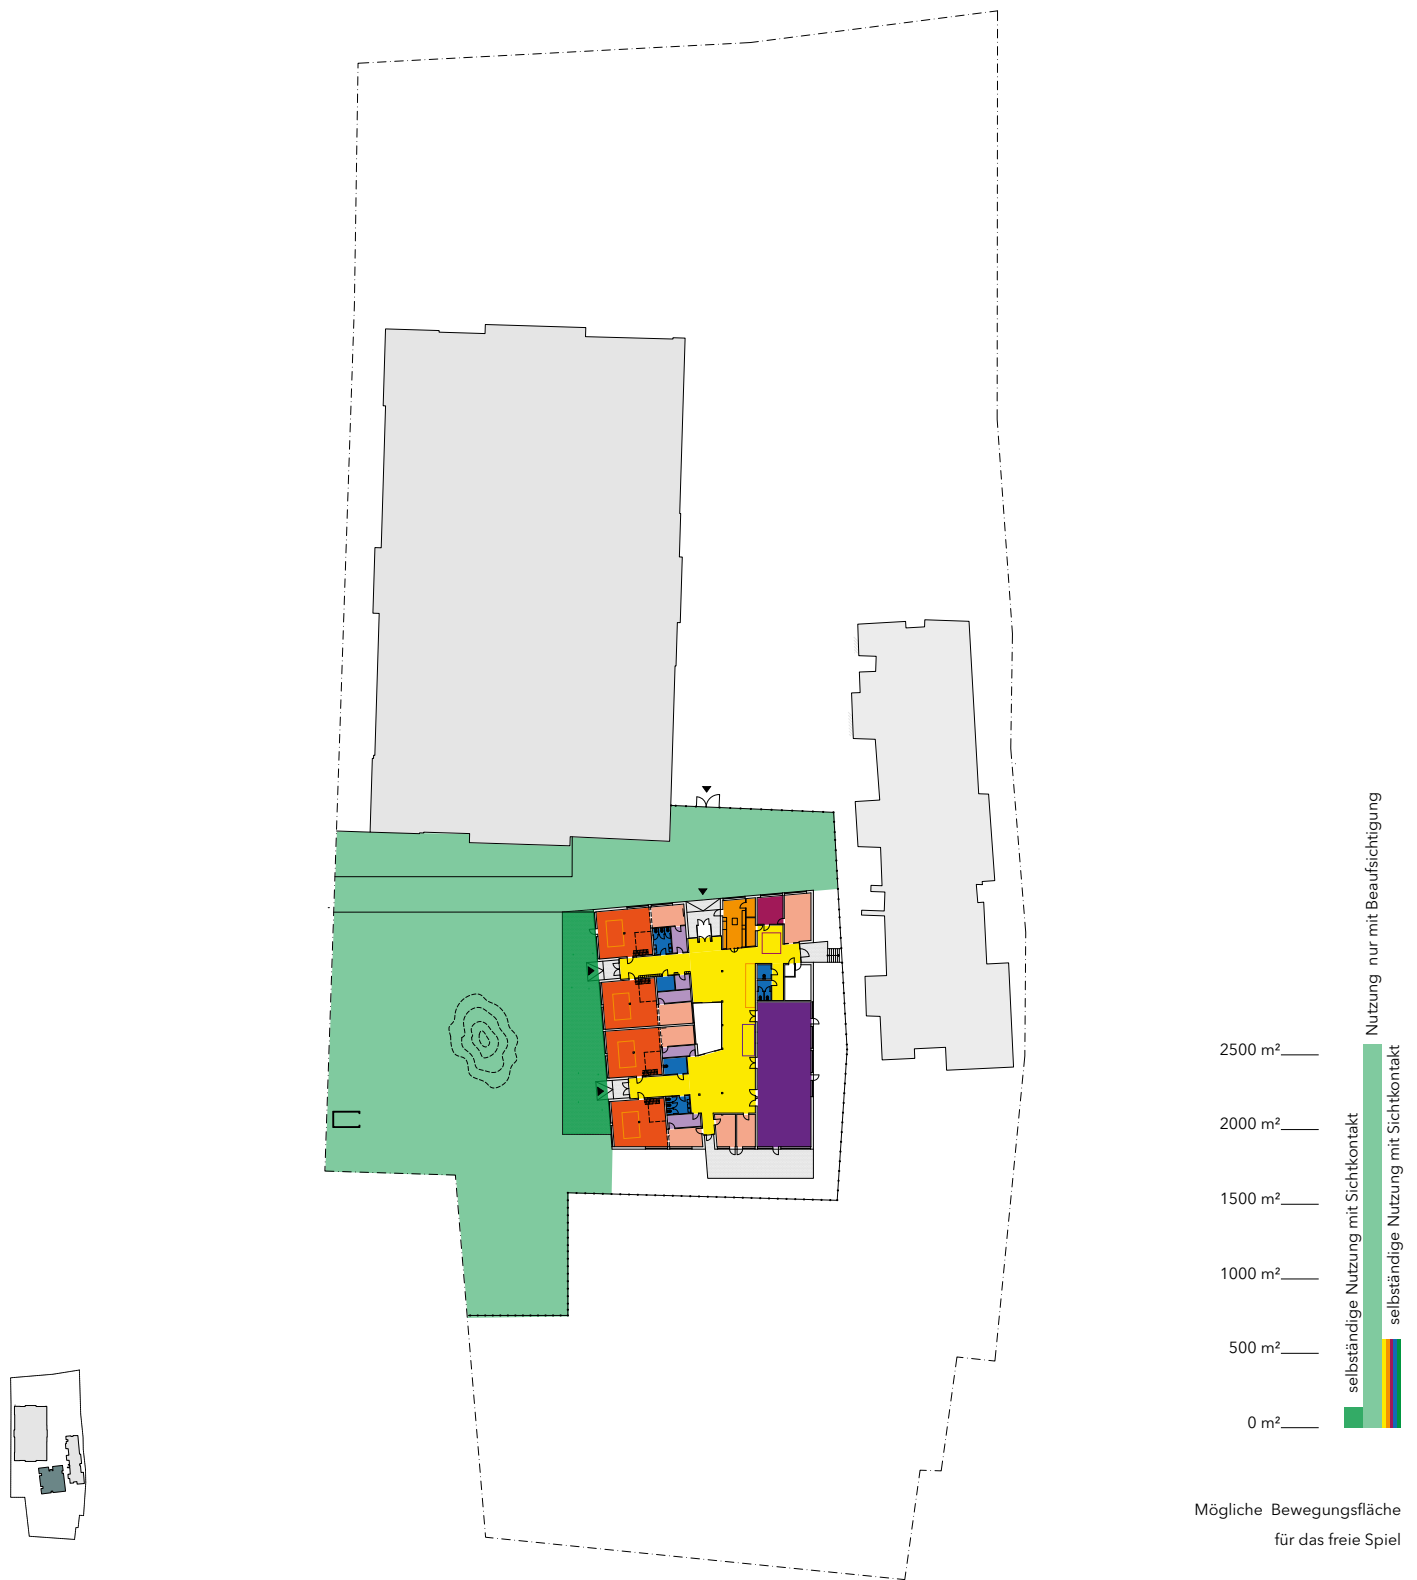 Nutzung nur mit Beaufsichtigung
selbständige Nutzung mit Sichtkontakt
selbständige Nutzung mit Sichtkontakt
2500 m²
2000 m²
1500 m²
1000 m²
500 m²
0 m²
Mögliche Bewegungsfläche
für das freie Spiel